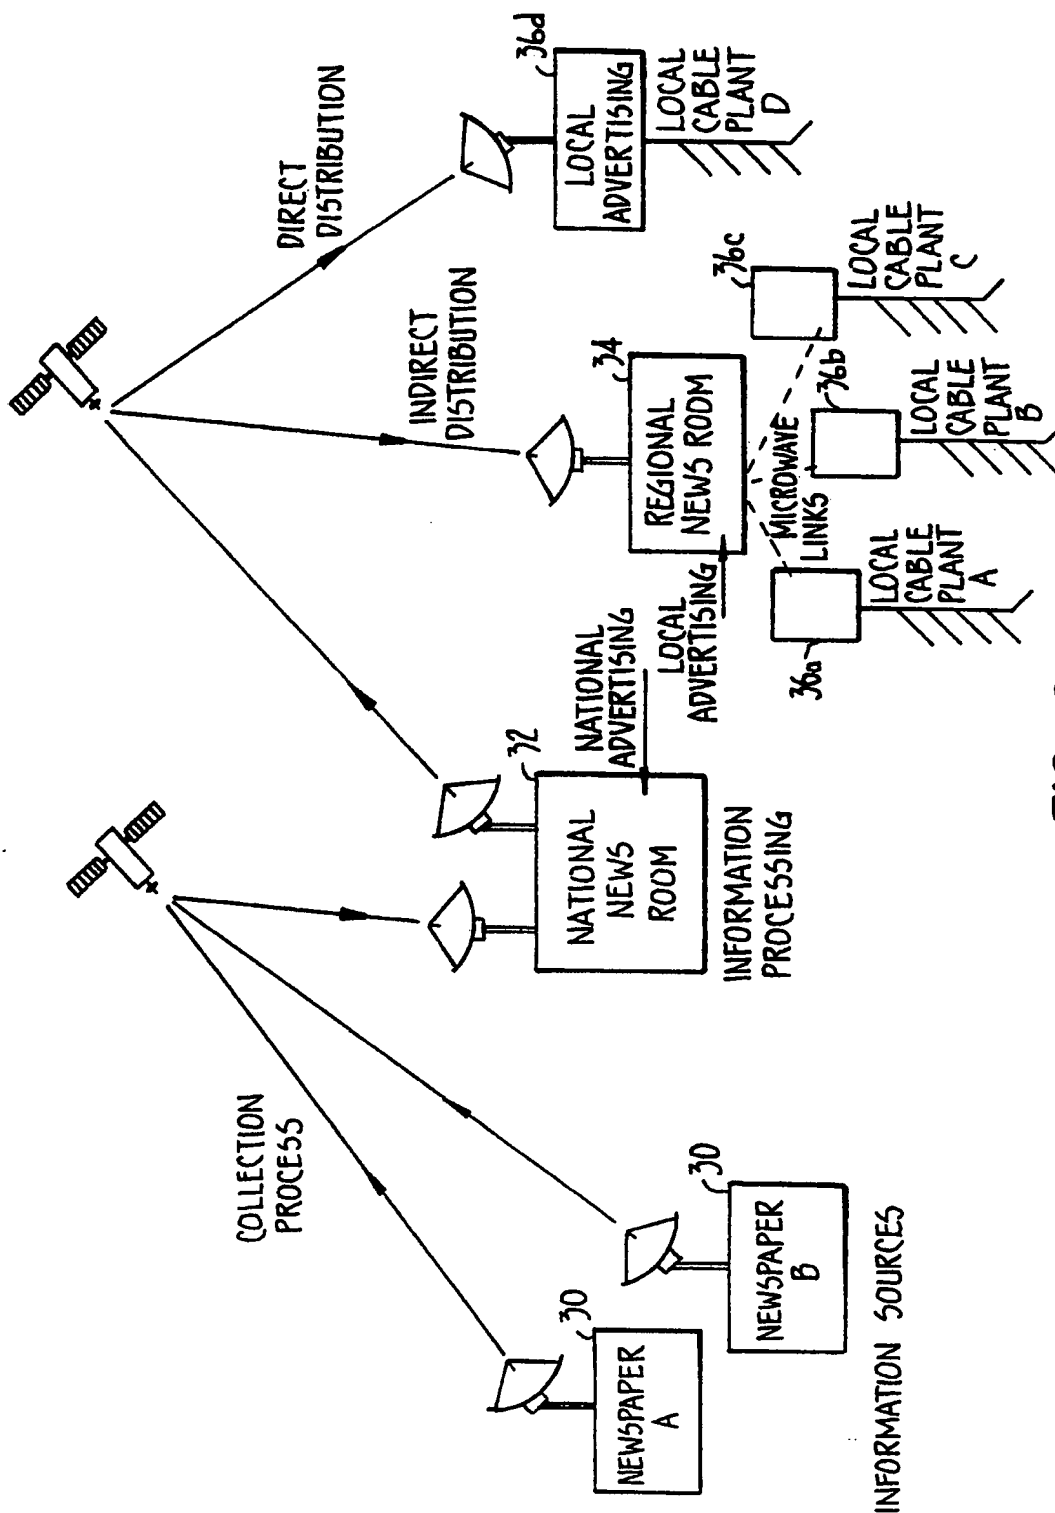 COLLECTION
PROCESS
DIRECT
DISTRIBUTION
INDIRECT
DISTRIBUTION
30
NEWSPAPER
A
30
NEWSPAPER
B
INFORMATION SOURCES
32
NATIONAL
NEWS
ROOM
INFORMATION
PROCESSING
NATIONAL
ADVERTISING
LOCAL
ADVERTISING
34
REGIONAL
NEWS ROOM
MICROWAVE
LINKS
36a
LOCAL
CABLE
PLANT
A
36b
LOCAL
CABLE
PLANT
B
36c
LOCAL
CABLE
PLANT
C
36d
LOCAL
ADVERTISING
LOCAL
CABLE
PLANT
D